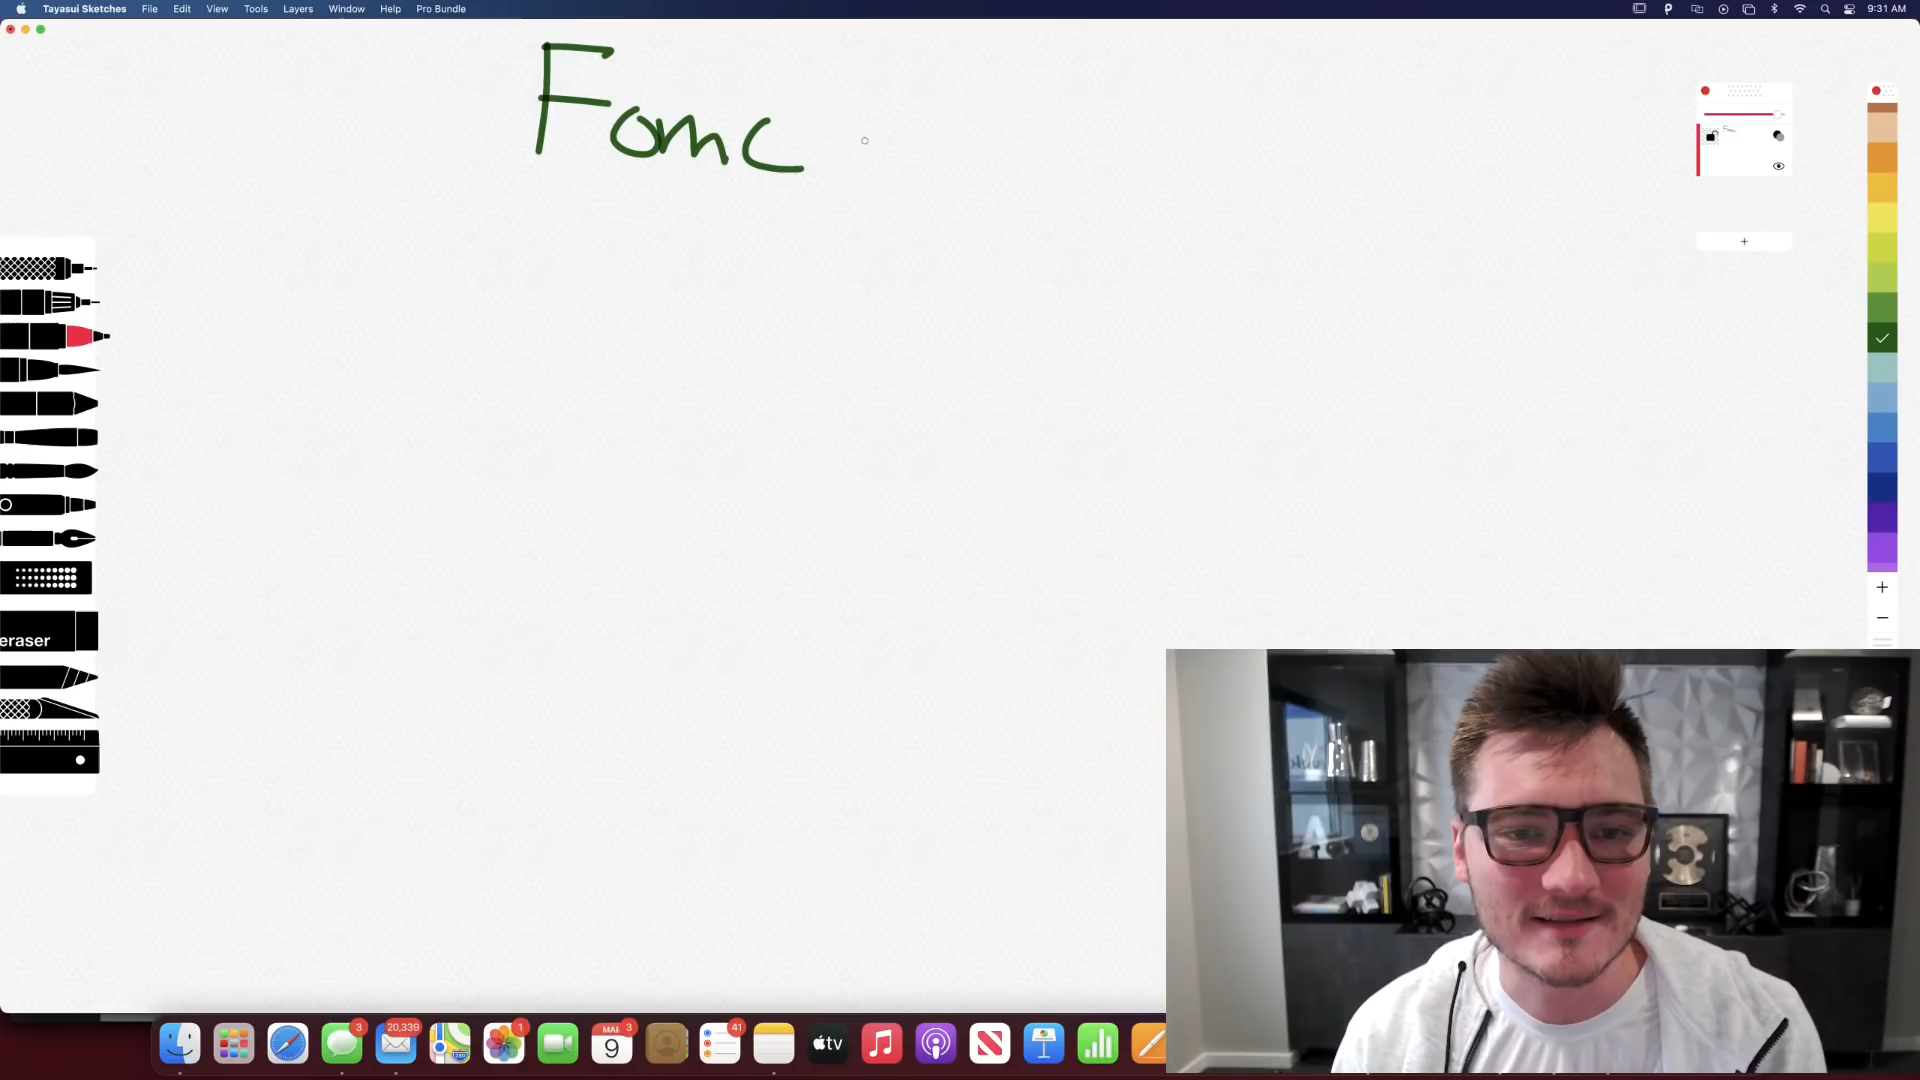 Tayasui Sketches File Edit View Tools Layers Window Help Pro Bundle 9:31 AM
Fomc
eraser
3
20,339
1
MAR 3
9
41
tv